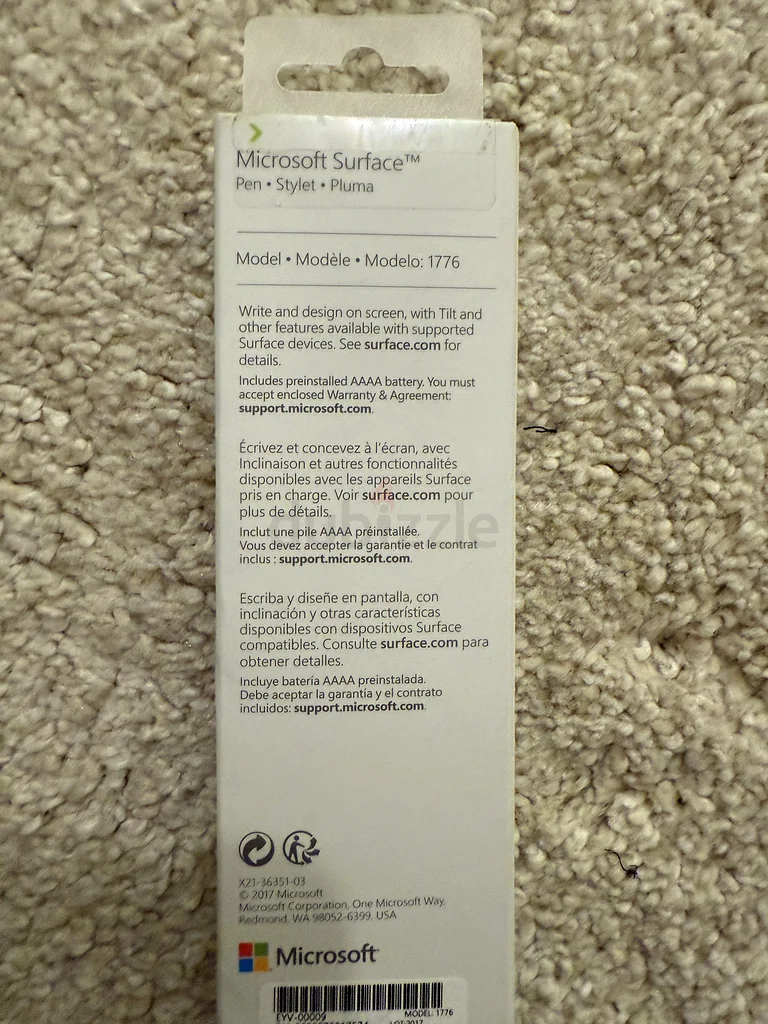 Microsoft Surface™
Pen • Stylet • Pluma
Model • Modèle • Modelo: 1776
Write and design on screen, with Tilt and
other features available with supported
Surface devices. See surface.com for
details.
Includes preinstalled AAAA battery. You must
accept enclosed Warranty & Agreement:
support.microsoft.com.
Écrivez et concevez à l'écran, avec
Inclinaison et autres fonctionnalités
disponibles avec les appareils Surface
pris en charge. Voir surface.com pour
plus de détails.
Inclut une pile AAAA préinstallée.
Vous devez accepter la garantie et le contrat
inclus : support.microsoft.com.
dubizzle
Escriba y diseñe en pantalla, con
inclinación y otras características
disponibles con dispositivos Surface
compatibles. Consulte surface.com para
obtener detalles.
Incluye batería AAAA preinstalada.
Debe aceptar la garantía y el contrato
incluidos: support.microsoft.com.
X21-36351-03
© 2017 Microsoft
Microsoft Corporation, One Microsoft Way,
Redmond, WA 98052-6399, USA
Microsoft
EYV-00009 MODEL: 1776
LOT:2017